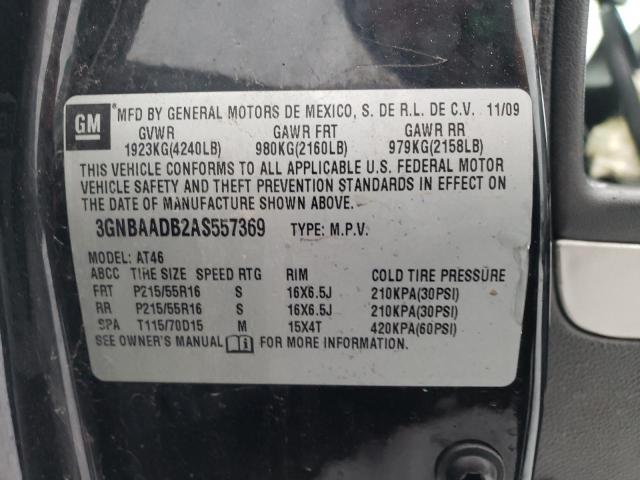 GM MFD BY GENERAL MOTORS DE MEXICO, S. DE R.L. DE C.V. 11/09
GVWR GAWR FRT GAWR RR
1923KG(4240LB) 980KG(2160LB) 979KG(2158LB)
THIS VEHICLE CONFORMS TO ALL APPLICABLE U.S. FEDERAL MOTOR
VEHICLE SAFETY AND THEFT PREVENTION STANDARDS IN EFFECT ON
THE DATE OF MANUFACTURE SHOWN ABOVE.
3GNBAADB2AS557369 TYPE: M.P.V.
MODEL: AT46
ABCC TIRE SIZE SPEED RTG RIM COLD TIRE PRESSURE
FRT P215/55R16 S 16X6.5J 210KPA(30PSI)
RR P215/55R16 S 16X6.5J 210KPA(30PSI)
SPA T115/70D15 M 15X4T 420KPA(60PSI)
SEE OWNER'S MANUAL FOR MORE INFORMATION.